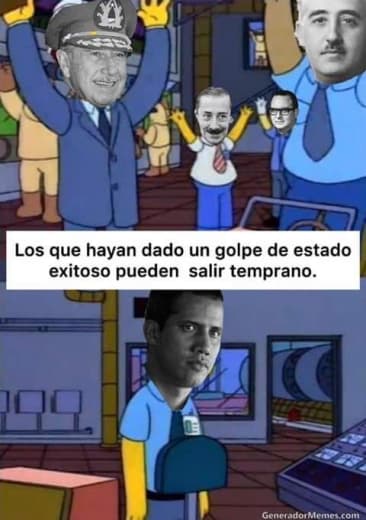 Los que hayan dado un golpe de estado
exitoso pueden salir temprano.
GeneradorMemes.com